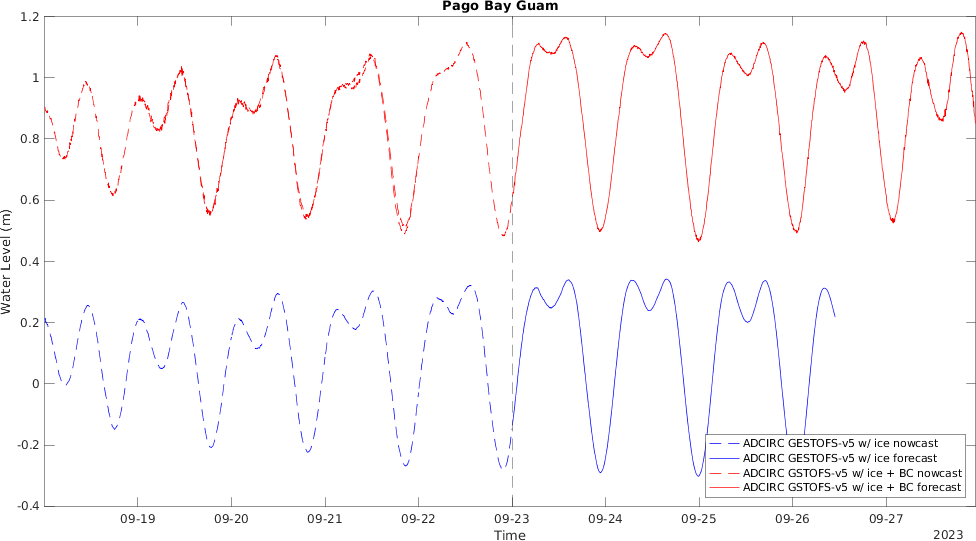 Pago Bay Guam
1.2
1
0.8
0.6
0.4
0.2
0
-0.2
-0.4
Water Level (m)
ADCIRC GESTOFS-v5 w/ ice nowcast
ADCIRC GESTOFS-v5 w/ ice forecast
ADCIRC GSTOFS-v5 w/ ice + BC nowcast
ADCIRC GSTOFS-v5 w/ ice + BC forecast
09-19 09-20 09-21 09-22 09-23 09-24 09-25 09-26 09-27
Time
2023